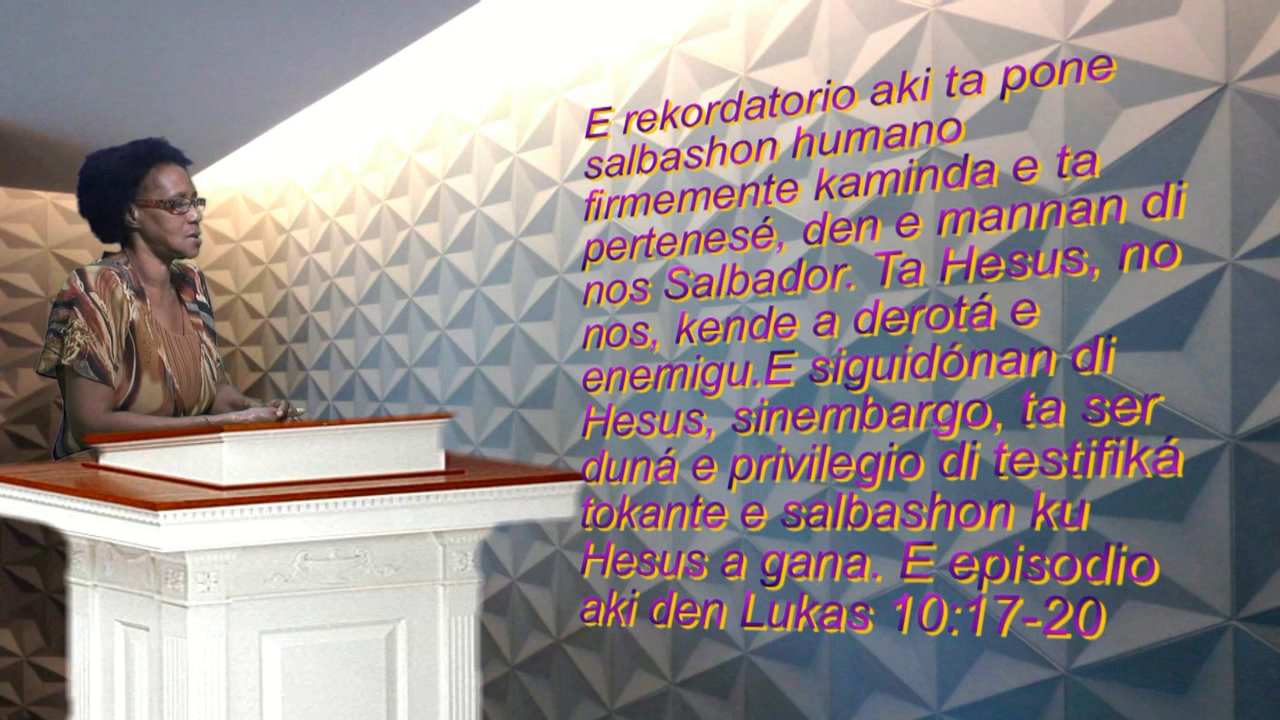 E rekordatorio aki ta pone
salbashon humano
firmemente kaminda e ta
pertenesé, den e mannan di
nos Salbador. Ta Hesus, no
nos, kende a derotá e
enemigu.E siguidónan di
Hesus, sinembargo, ta ser
duná e privilegio di testifiká
tokante e salbashon ku
Hesus a gana. E episodio
aki den Lukas 10:17-20